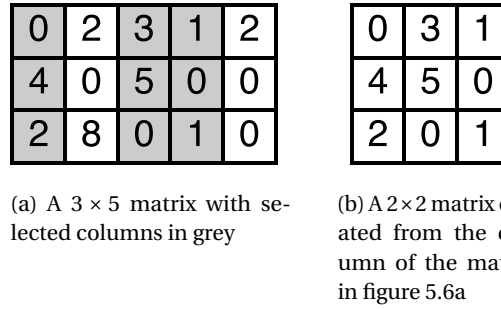 0 2 3 1 2
4 0 5 0 0
2 8 0 1 0
(a) A 3 × 5 matrix with se-
lected columns in grey
0 3 1
4 5 0
2 0 1
(b) A 2×2 matrix
ated from the
umn of the
in figure 5.6a